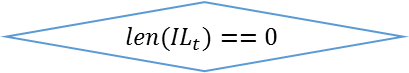 len(IL_t) == 0